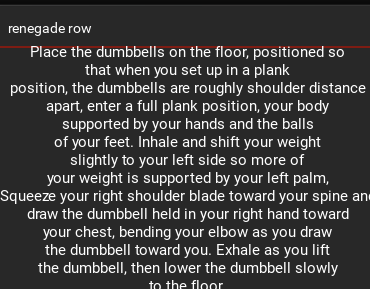 renegade row
Place the dumbbells on the floor, positioned so
that when you set up in a plank
position, the dumbbells are roughly shoulder distance
apart, enter a full plank position, your body
supported by your hands and the balls
of your feet. Inhale and shift your weight
slightly to your left side so more of
your weight is supported by your left palm,
Squeeze your right shoulder blade toward your spine and
draw the dumbbell held in your right hand toward
your chest, bending your elbow as you draw
the dumbbell toward you. Exhale as you lift
the dumbbell, then lower the dumbbell slowly
to the floor